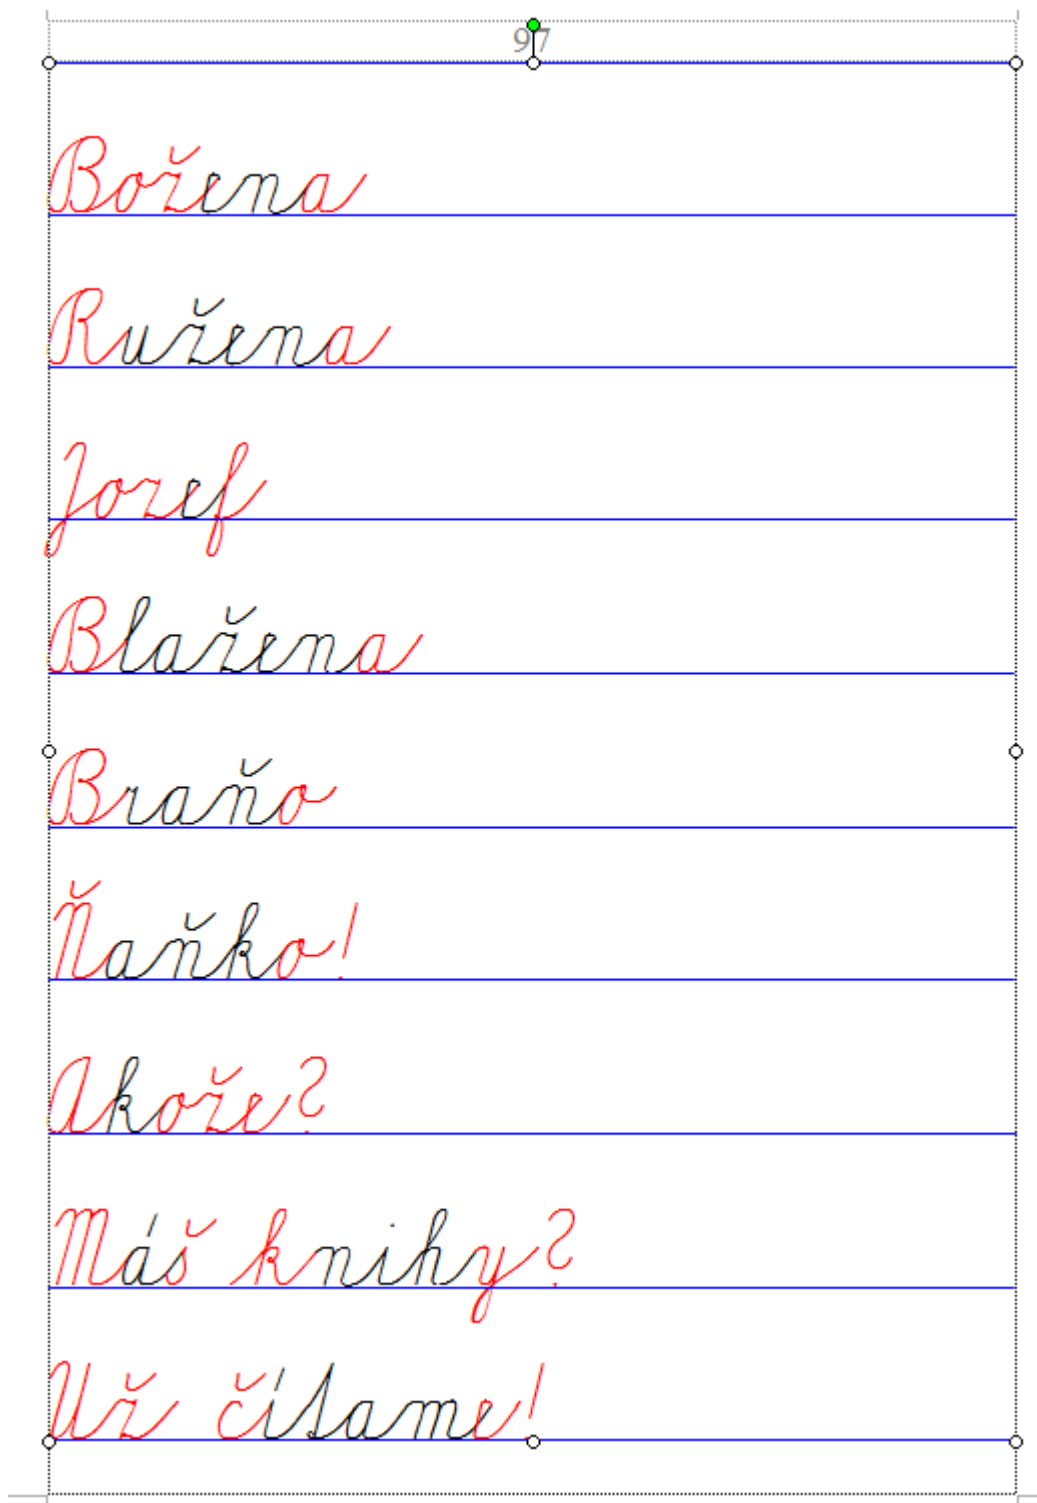 97
Božena
Ružena
Jozef
Blažena
Braňo
Ňaňko!
Akože?
Máš knihy?
Už čítame!